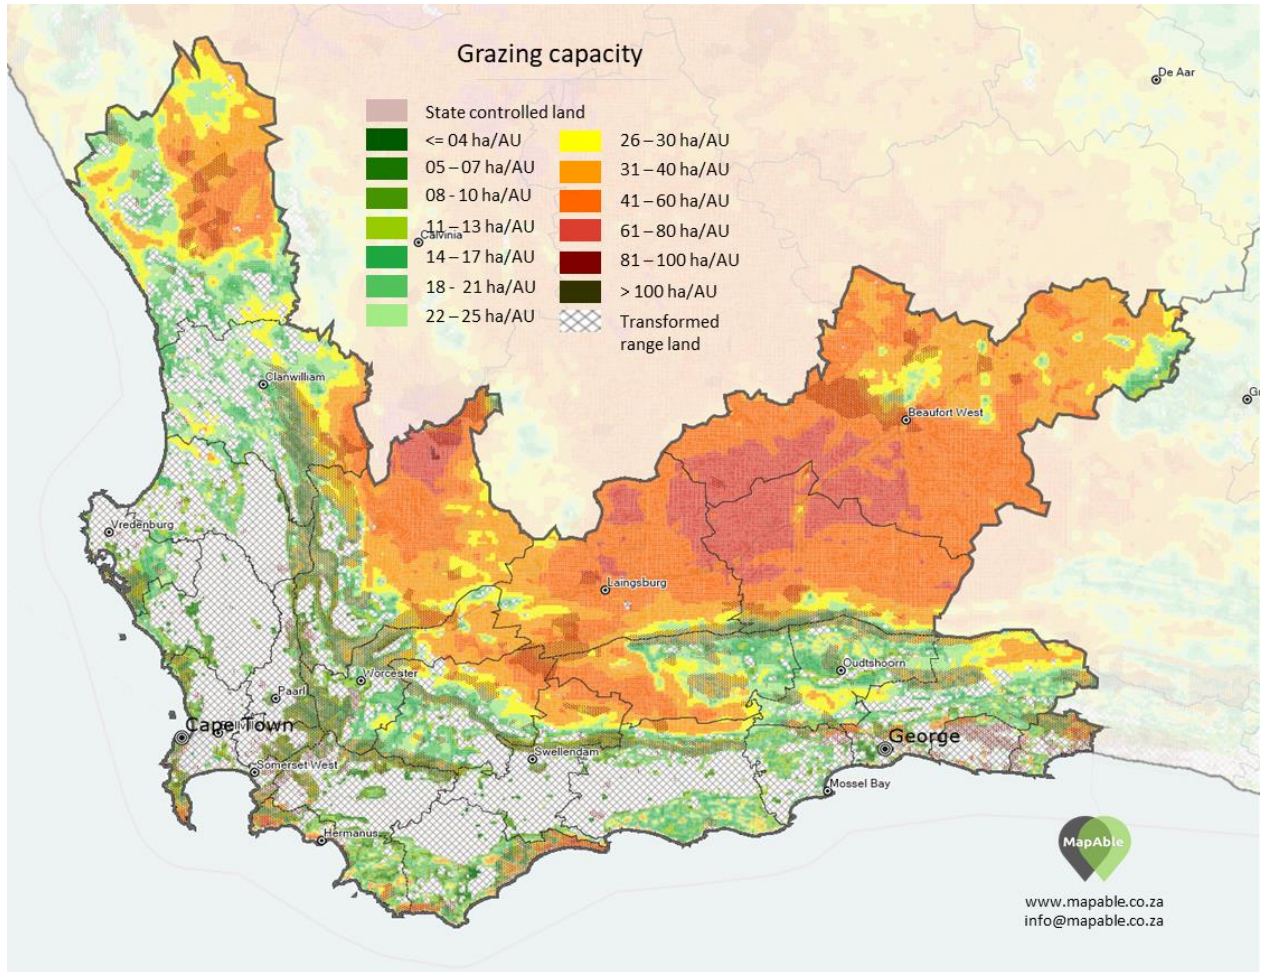 Grazing capacity
De Aar
State controlled land
<= 04 ha/AU
05 – 07 ha/AU
08 - 10 ha/AU
11 – 13 ha/AU
14 – 17 ha/AU
18 - 21 ha/AU
22 – 25 ha/AU
26 – 30 ha/AU
31 – 40 ha/AU
41 – 60 ha/AU
61 – 80 ha/AU
81 – 100 ha/AU
> 100 ha/AU
Transformed
range land
Calvinia
Clanwilliam
Beaufort West
Vredenburg
Laingsburg
Oudtshoorn
Worcester
Paarl
Cape Town
George
Swellendam
Somerset West
Mossel Bay
Hermanus
MapAble
www.mapable.co.za
info@mapable.co.za